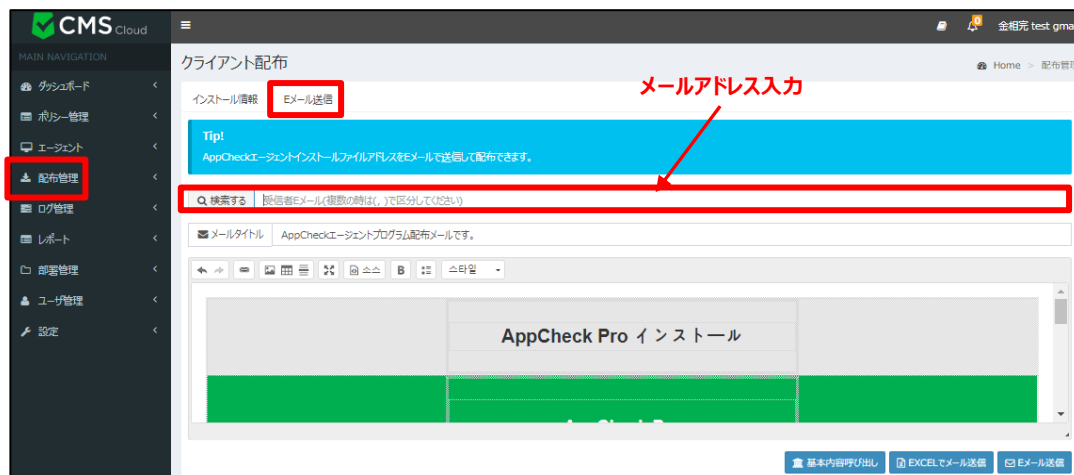 CMS Cloud
金相完 test gma
MAIN NAVIGATION
ダッシュボード
ポリシー管理
エージェント
配布管理
ログ管理
レポート
部署管理
ユーザ管理
設定
クライアント配布
Home > 配布管理
インストール情報 Eメール送信
メールアドレス入力
Tip!
AppCheckエージェントインストールファイルアドレスをEメールで送信して配布できます。
検索する 受信者Eメール(複数の時は(, )で区分してください)
メールタイトル AppCheckエージェントプログラム配布メールです。
소스 B 스타일
AppCheck Pro インストール
基本内容呼び出し EXCELでメール送信 Eメール送信